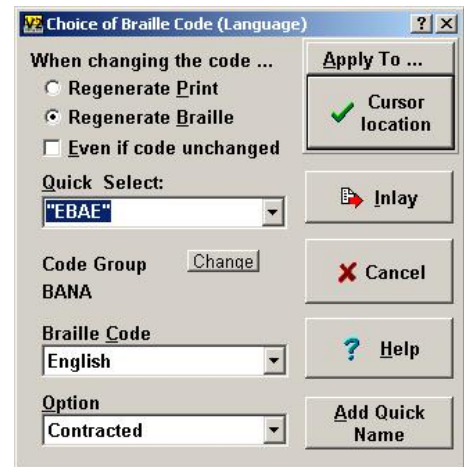 Choice of Braille Code (Language)
When changing the code ...
Regenerate Print
Regenerate Braille
Even if code unchanged
Quick Select:
"EBAE"
Code Group
Change
BANA
Braille Code
English
Option
Contracted
Apply To ...
Cursor
location
Inlay
Cancel
Help
Add Quick
Name